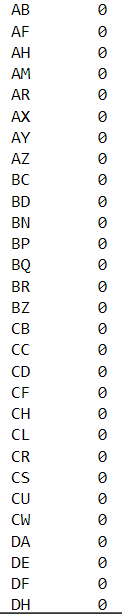 AB 0
AF 0
AH 0
AM 0
AR 0
AX 0
AY 0
AZ 0
BC 0
BD 0
BN 0
BP 0
BQ 0
BR 0
BZ 0
CB 0
CC 0
CD 0
CF 0
CH 0
CL 0
CR 0
CS 0
CU 0
CW 0
DA 0
DE 0
DF 0
DH 0